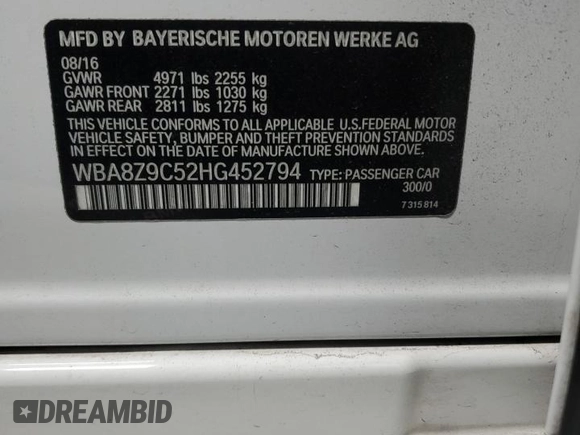 MFD BY BAYERISCHE MOTOREN WERKE AG
08/16
GVWR 4971 lbs 2255 kg
GAWR FRONT 2271 lbs 1030 kg
GAWR REAR 2811 lbs 1275 kg
THIS VEHICLE CONFORMS TO ALL APPLICABLE U.S.FEDERAL MOTOR
VEHICLE SAFETY, BUMPER, AND THEFT PREVENTION STANDARDS
IN EFFECT ON THE DATE OF MANUFACTURE SHOWN ABOVE.
WBA8Z9C52HG452794 TYPE: PASSENGER CAR
300/0
7 315 814
DREAMBID